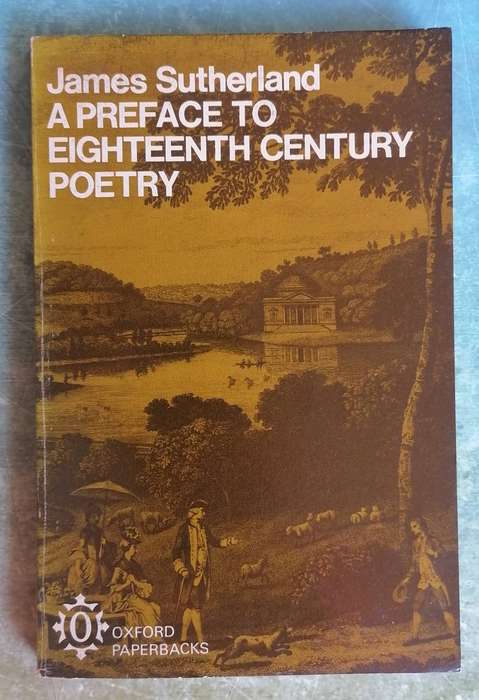 James Sutherland
A PREFACE TO
EIGHTEENTH CENTURY
POETRY
O
OXFORD
PAPERBACKS